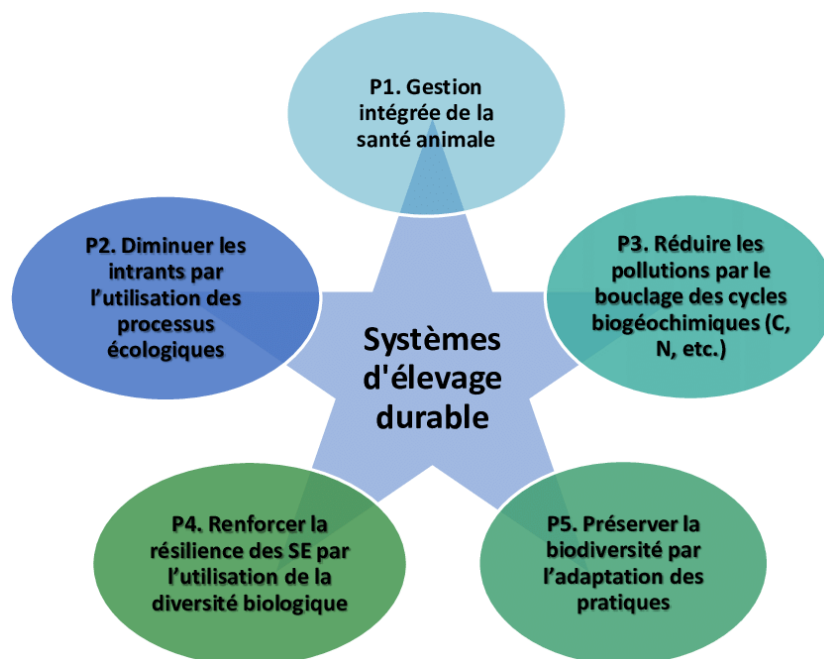 P1. Gestion
intégrée de la
santé animale
P2. Diminuer les
intrants par
l’utilisation des
processus
écologiques
P3. Réduire les
pollutions par le
bouclage des cycles
biogéochimiques (C,
N, etc.)
Systèmes
d'élevage
durable
P4. Renforcer la
résilience des SE par
l’utilisation de la
diversité biologique
P5. Préserver la
biodiversité par
l’adaptation des
pratiques